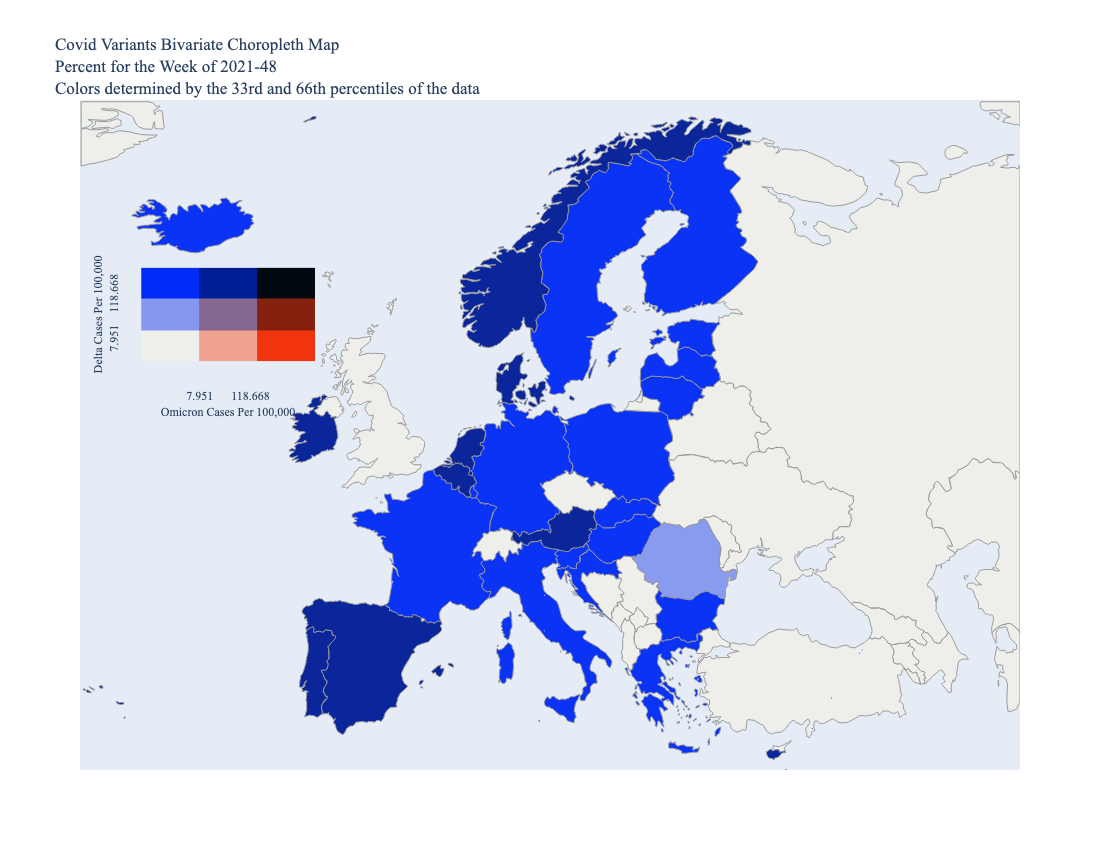 Covid Variants Bivariate Choropleth Map
Percent for the Week of 2021-48
Colors determined by the 33rd and 66th percentiles of the data
Delta Cases Per 100,000
7.951 118.668
7.951 118.668
Omicron Cases Per 100,000